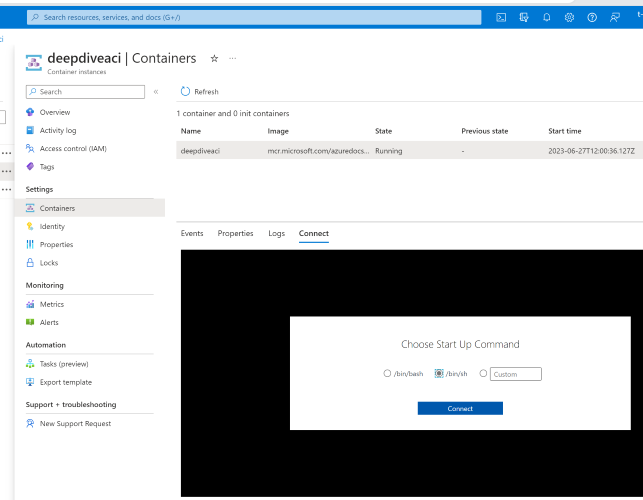 Search resources, services, and docs (G+/)
deepdiveaci | Containers
Container instances
Search
Overview
Activity log
Access control (IAM)
Tags
Settings
Containers
Identity
Properties
Locks
Monitoring
Metrics
Alerts
Automation
Tasks (preview)
Export template
Support + troubleshooting
New Support Request
Refresh
1 container and 0 init containers
Name Image State Previous state Start time
deepdiveaci mcr.microsoft.com/azuredocs... Running - 2023-06-27T12:00:36.127Z
Events Properties Logs Connect
Choose Start Up Command
/bin/bash /bin/sh Custom
Connect